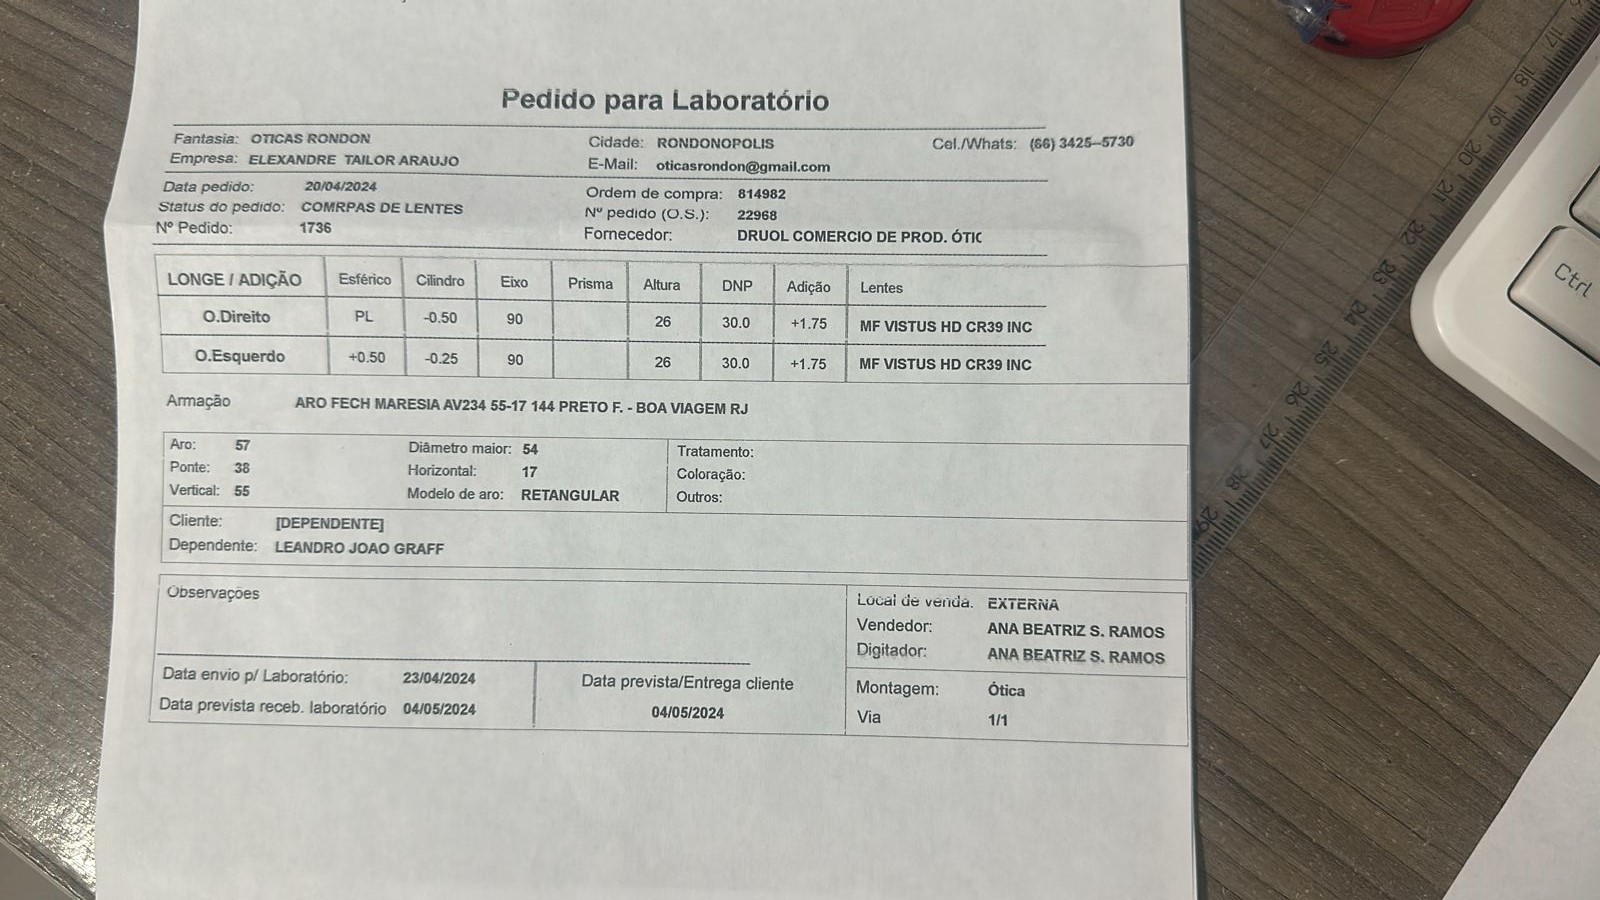 Pedido para Laboratório
Fantasia: OTICAS RONDON Cidade: RONDONOPOLIS Cel./Whats: (66) 3425--5730
Empresa: ELEXANDRE TAILOR ARAUJO E-Mail: oticasrondon@gmail.com
Data pedido: 20/04/2024 Ordem de compra: 814982
Status do pedido: COMRPAS DE LENTES Nº pedido (O.S.): 22968
Nº Pedido: 1736 Fornecedor: DRUOL COMERCIO DE PROD. ÓTIC
LONGE / ADIÇÃO Esférico Cilindro Eixo Prisma Altura DNP Adição Lentes
O.Direito PL -0.50 90 26 30.0 +1.75 MF VISTUS HD CR39 INC
O.Esquerdo +0.50 -0.25 90 26 30.0 +1.75 MF VISTUS HD CR39 INC
Armação ARO FECH MARESIA AV234 55-17 144 PRETO F. - BOA VIAGEM RJ
Aro: 57 Diâmetro maior: 54 Tratamento:
Ponte: 38 Horizontal: 17 Coloração:
Vertical: 55 Modelo de aro: RETANGULAR Outros:
Cliente: [DEPENDENTE]
Dependente: LEANDRO JOAO GRAFF
Observações
Local de venda. EXTERNA
Vendedor: ANA BEATRIZ S. RAMOS
Digitador: ANA BEATRIZ S. RAMOS
Data envio p/ Laboratório: 23/04/2024 Data prevista/Entrega cliente Montagem: Ótica
Data prevista receb. laboratório 04/05/2024 04/05/2024 Via 1/1
17
18
19
20
21
22
23
24
25
26
27
28
29
Ctrl